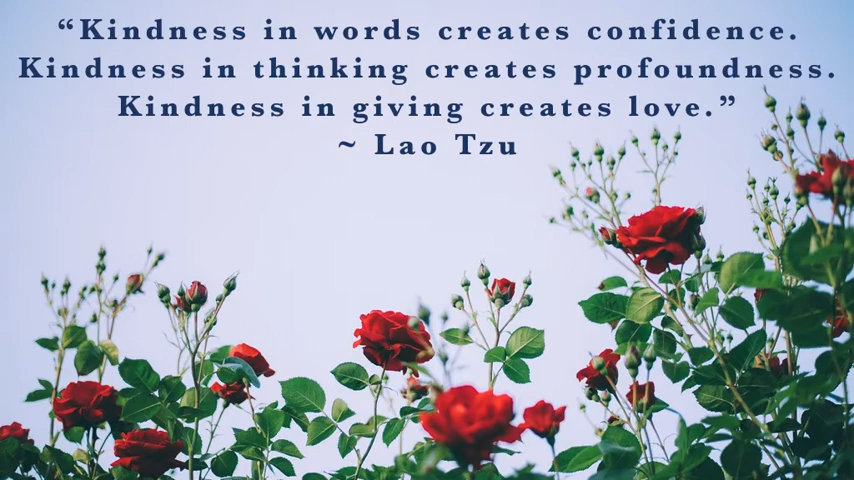 “Kindness in words creates confidence.
Kindness in thinking creates profoundness.
Kindness in giving creates love.”
~ Lao Tzu